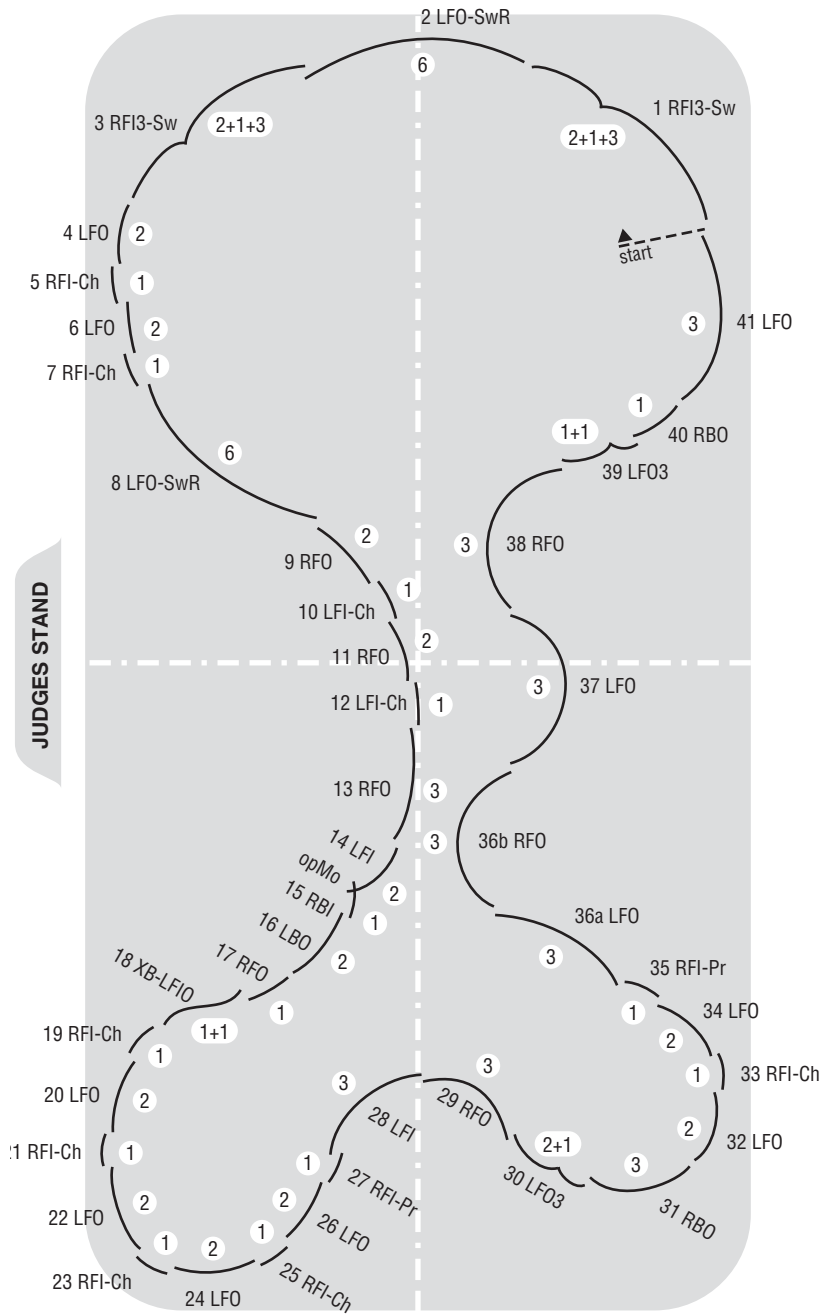 2 LFO-SwR
6
1 RFI3-Sw
2+1+3
3 RFI3-Sw
2+1+3
4 LFO
2
start
5 RFI-Ch
1
6 LFO
2
3
41 LFO
7 RFI-Ch
1
1
40 RBO
1+1
39 LFO3
6
8 LFO-SwR
2
3
38 RFO
9 RFO
1
10 LFI-Ch
2
11 RFO
JUDGES STAND
3
37 LFO
12 LFI-Ch
1
13 RFO
3
3
36b RFO
14 LFI
opMo
2
15 RBI
1
16 LBO
2
36a LFO
3
17 RFO
18 XB-LFIO
1
1+1
35 RFI-Pr
1
34 LFO
2
19 RFI-Ch
1
3
3
1
33 RFI-Ch
20 LFO
2
28 LFI
29 RFO
2
32 LFO
21 RFI-Ch
1
1
2+1
3
27 RFI-Pr
30 LFO3
31 RBO
22 LFO
2
2
26 LFO
1
2
1
23 RFI-Ch
24 LFO
25 RFI-Ch